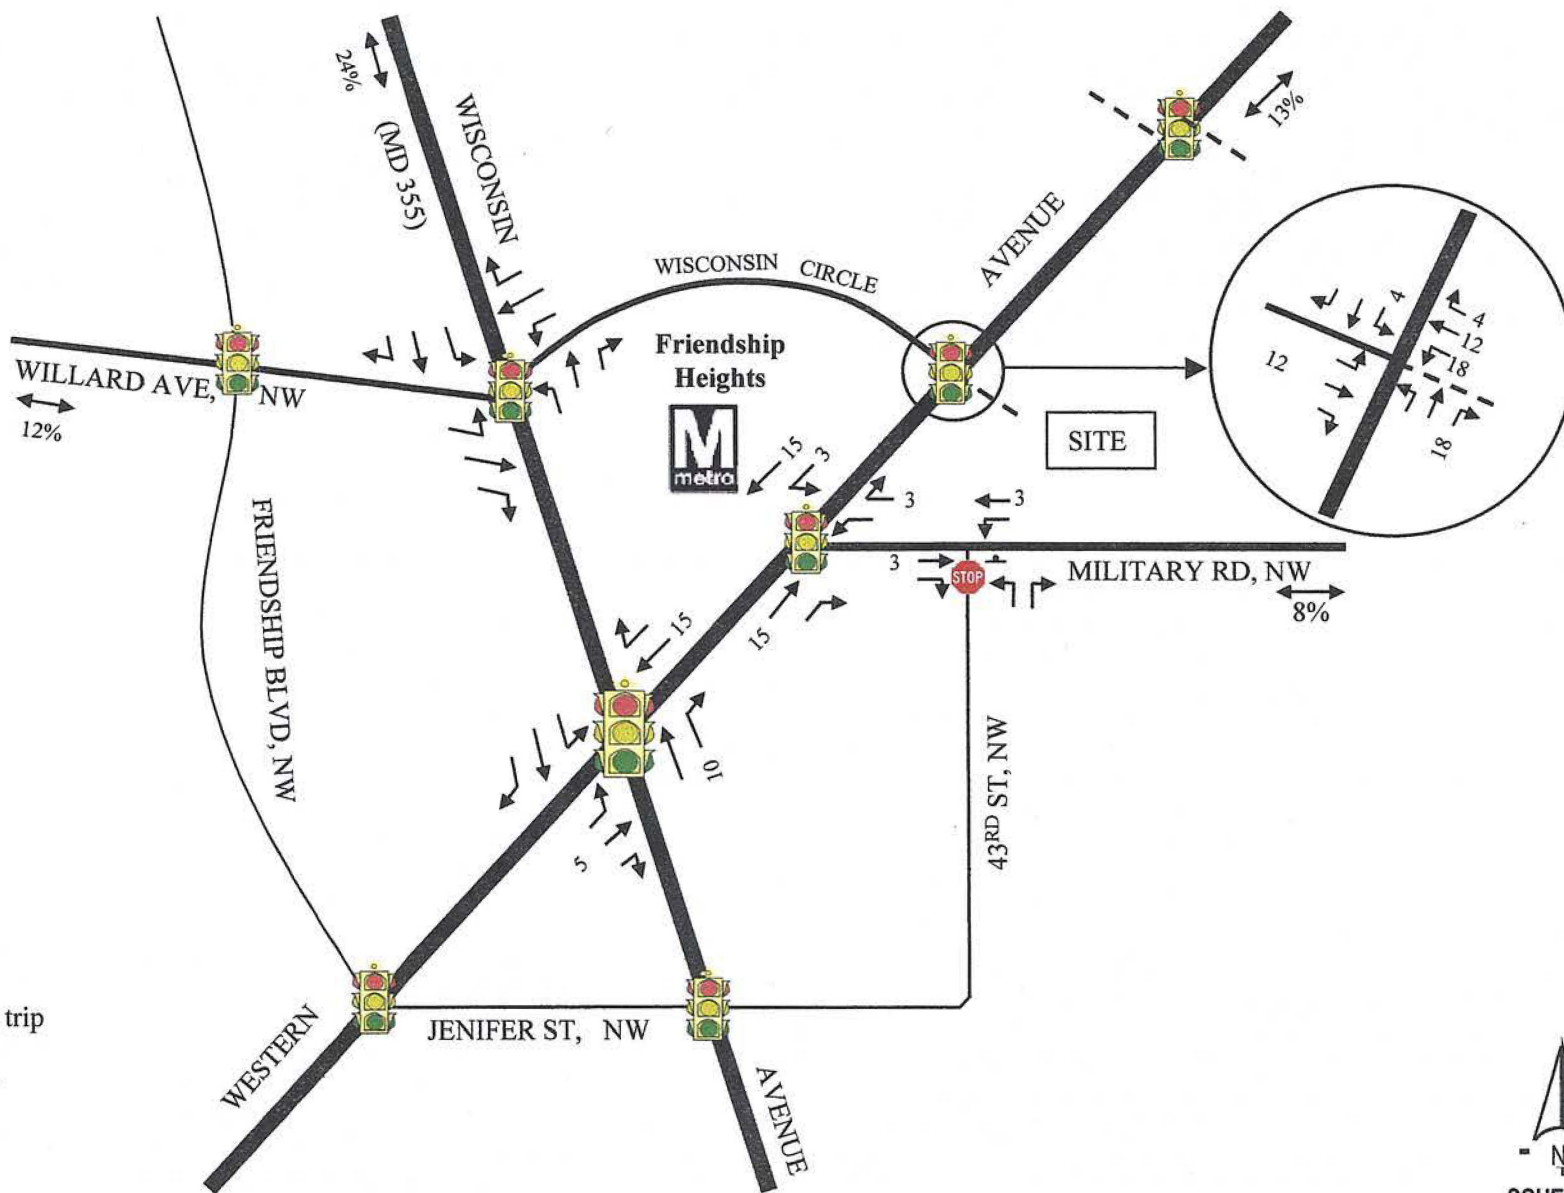 24%
(MD 355)
WISCONSIN
13%
AVENUE
WISCONSIN CIRCLE
Friendship
Heights
M
metro
WILLARD AVE, NW
12%
SITE
4
4
12
12
18
18
15
3
3
3
3
STOP
MILITARY RD, NW
8%
15
15
FRIENDSHIP BLVD, NW
10
5
43RD ST, NW
trip
WESTERN
JENIFER ST, NW
AVENUE
N